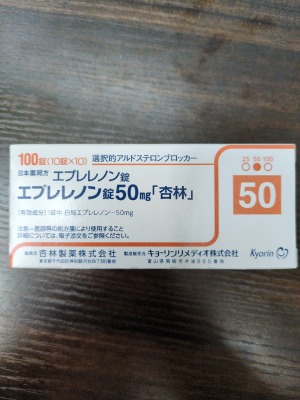 100錠(10錠×10) 選択的アルドステロンブロッカー
日本薬局方 エプレレノン錠
エプレレノン錠50mg「杏林」
[有効成分]1錠中 日局エプレレノン…50mg
注意－医師等の処方箋により使用すること
詳細については、電子添文をご参照ください。
25 50 100
50
販売元 杏林製薬株式会社
製造販売元 キョーリンリメディオ株式会社
Kyorin